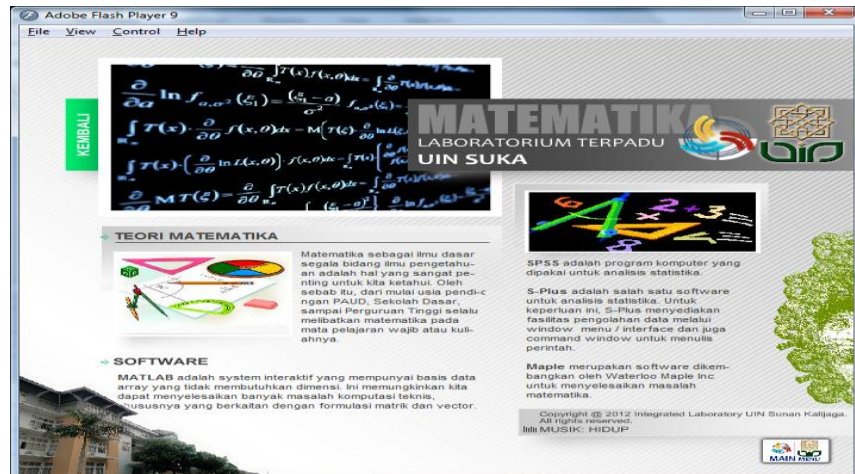 Adobe Flash Player 9
File View Control Help
KEMBALI
MATEMATIKA
LABORATORIUM TERPADU
UIN SUKA
TEORI MATEMATIKA
Matematika sebagai ilmu dasar
segala bidang ilmu pengetahu-
an adalah hal yang sangat pe-
nting untuk kita ketahui. Oleh
sebab itu, dari mulai usia pendi-
ngan PAUD, Sekolah Dasar,
sampai Perguruan Tinggi selalu
melibatkan matematika pada
mata pelajaran wajib atau kuli-
ahnya.
SOFTWARE
MATLAB adalah system interaktif yang mempunyai basis data
array yang tidak membutuhkan dimensi. Ini memungkinkan kita
dapat menyelesaikan banyak masalah komputasi teknis,
khususnya yang berkaitan dengan formulasi matrik dan vector.
SPSS adalah program komputer yang
dipakai untuk analisis statistika.
S-Plus adalah salah satu software
untuk analisis statistika. Untuk
keperluan ini, S-Plus menyediakan
fasilitas pengolahan data melalui
window menu / interface dan juga
command window untuk menulis
perintah.
Maple merupakan software dikem-
bangkan oleh Waterloo Maple Inc
untuk menyelesaikan masalah
matematika.
Copyright @ 2012 Integrated Laboratory UIN Sunan Kalijaga.
All rights reserved.
MUSIK: HIDUP
MAIN MENU